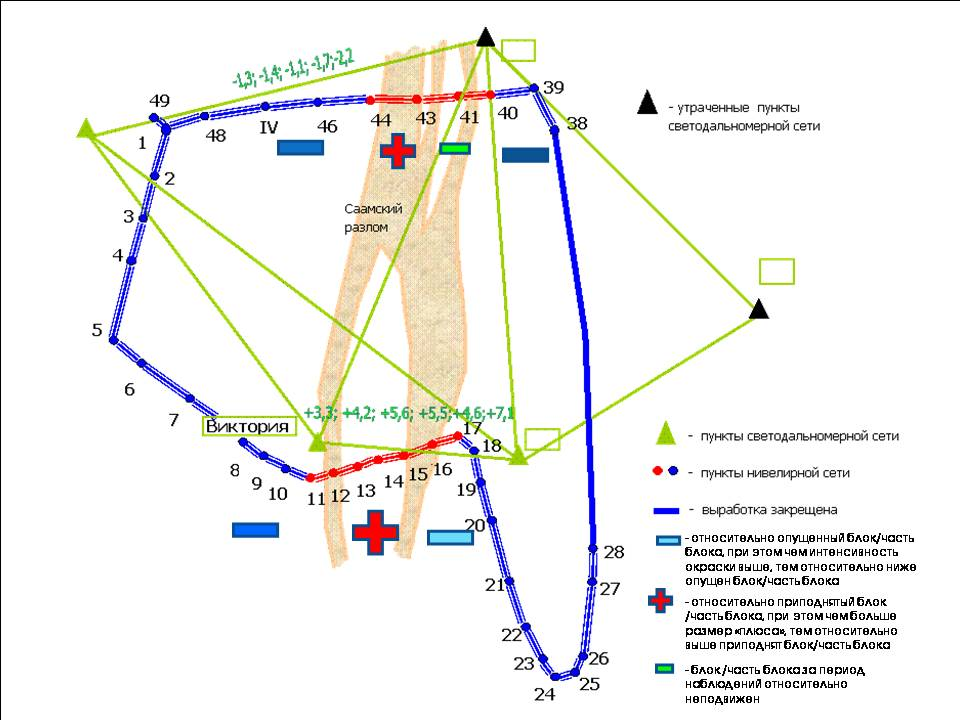 -1,3; -1,4; -1,1; -1,7;-2,2
39
49
40
38
41
43
44
46
IV
48
1
- утраченные пункты
светодальномерной сети
2
Саамский
разлом
3
4
5
6
7
+3,3; +4,2; +5,6; +5,5;+4,6;+7,1
Виктория
17
18
- пункты светодальномерной сети
8
9
10
11
12
13
14
15
16
- пункты нивелирной сети
19
20
- выработка закрещена
28
27
- относительно опущенный блок/часть
блока, при этом чем интенсивность
окраски выше, тем относительно ниже
опущен блок/часть блока
21
22
23
24
25
26
- относительно приподнятый блок
/часть блока, при этом чем больше
размер «плюса», тем относительно
выше приподнят блок/часть блока
- блок /часть блока за период
наблюдений относительно
неподвижен